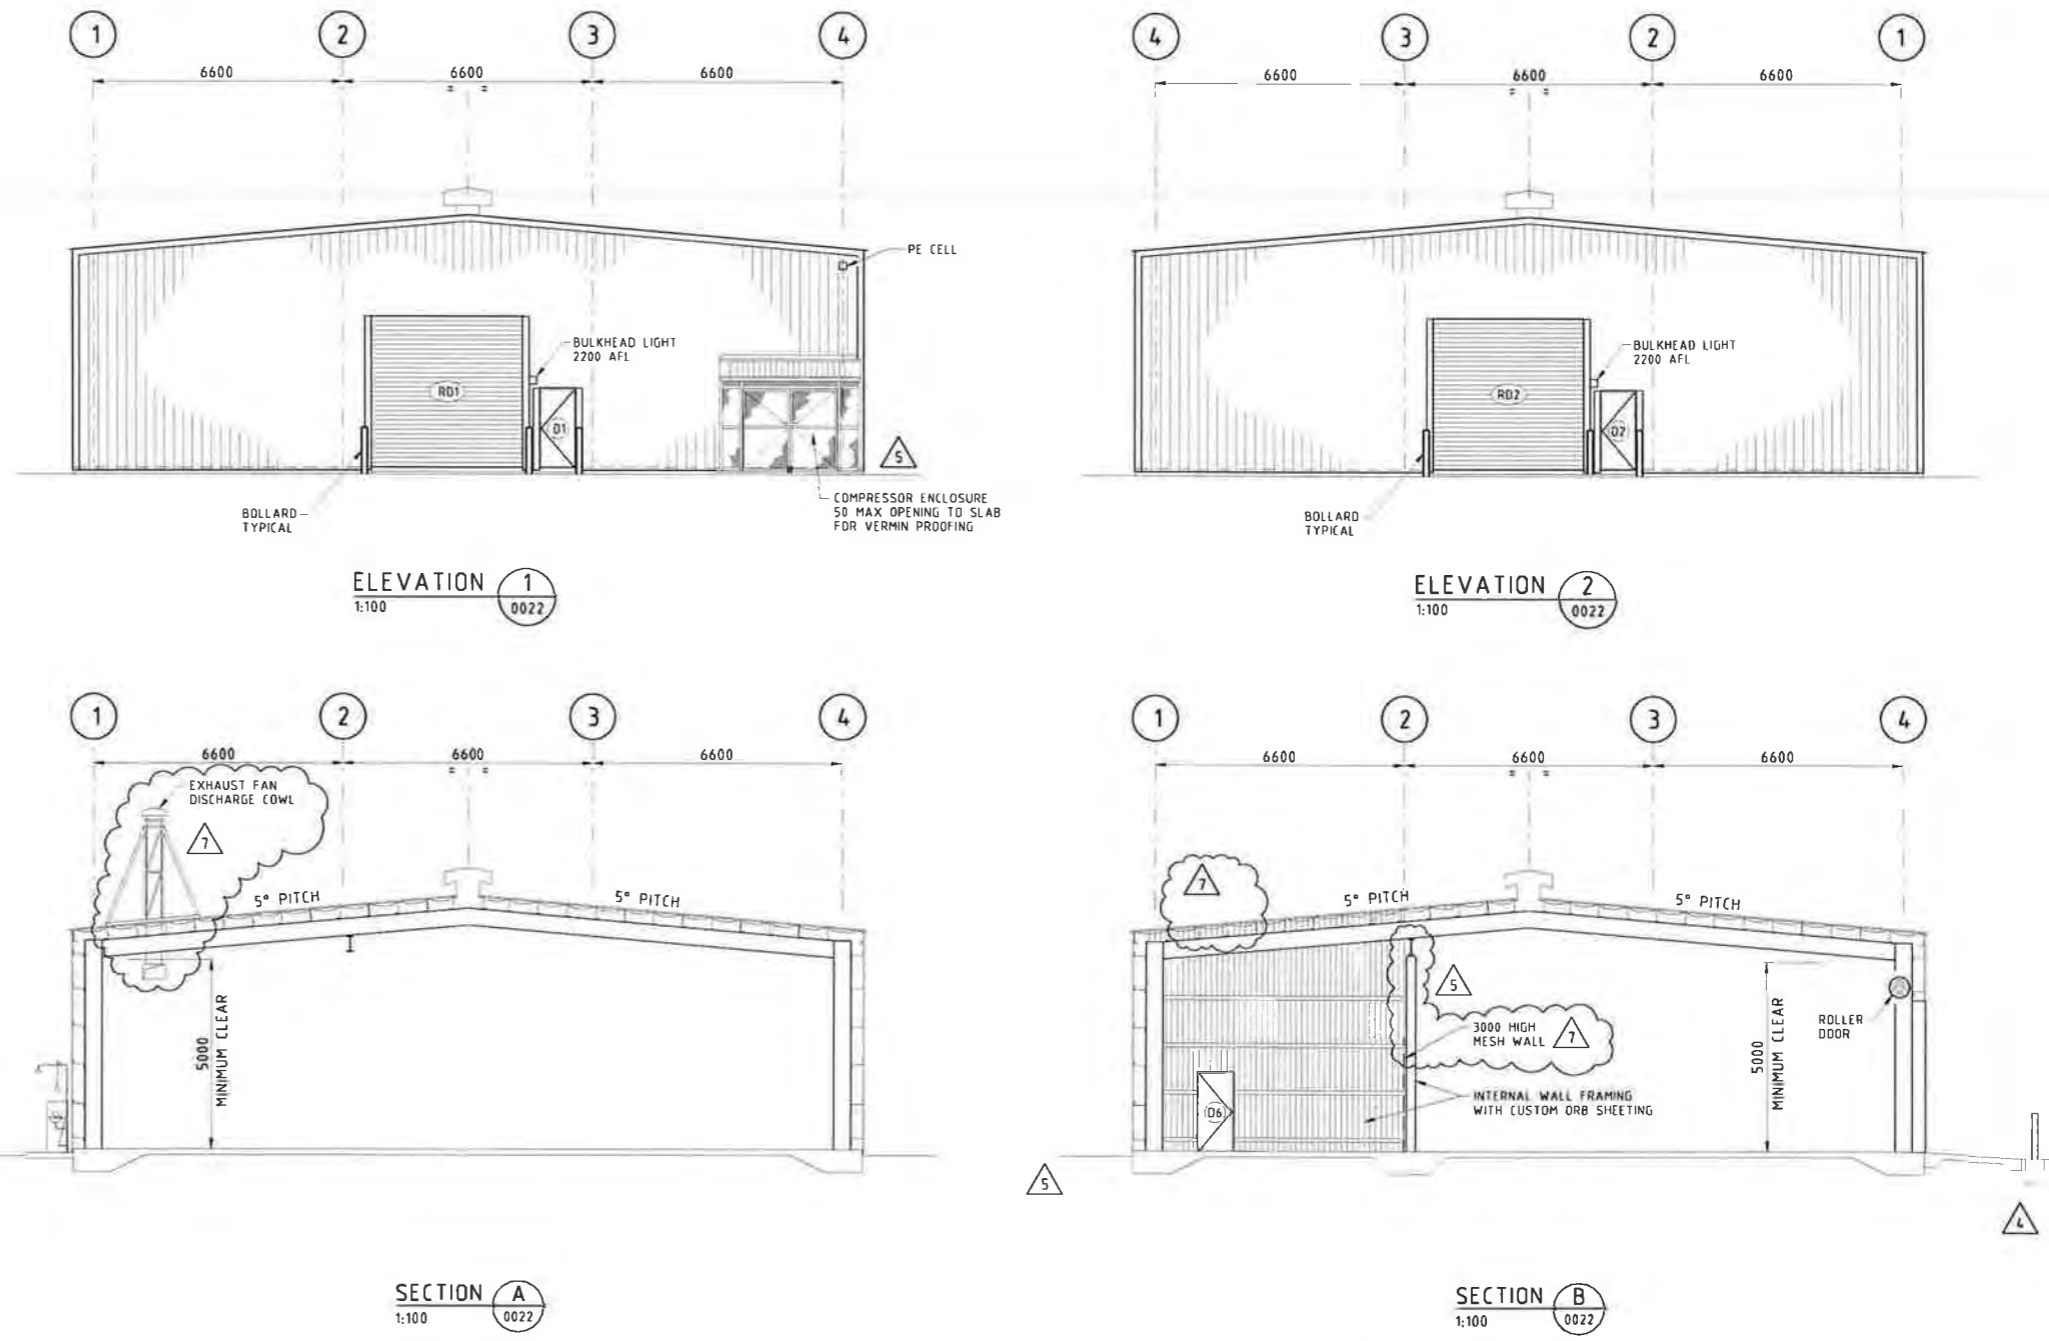 1 2 3 4
6600 6600 6600
= =
PE CELL
BULKHEAD LIGHT
2200 AFL
RD1
D1
5
BOLLARD
TYPICAL
COMPRESSOR ENCLOSURE
50 MAX OPENING TO SLAB
FOR VERMIN PROOFING
ELEVATION 1
1:100 0022
4 3 2 1
6600 6600 6600
= =
BULKHEAD LIGHT
2200 AFL
RD2
D2
BOLLARD
TYPICAL
ELEVATION 2
1:100 0022
1 2 3 4
6600 6600 6600
= =
EXHAUST FAN
DISCHARGE COWL
7
5° PITCH 5° PITCH
5000
MINIMUM CLEAR
SECTION A
1:100 0022
1 2 3 4
6600 6600 6600
= =
7
5° PITCH 5° PITCH
5
3000 HIGH
MESH WALL
7
ROLLER
DOOR
5000
MINIMUM CLEAR
INTERNAL WALL FRAMING
WITH CUSTOM ORB SHEETING
D6
5
4
SECTION B
1:100 0022